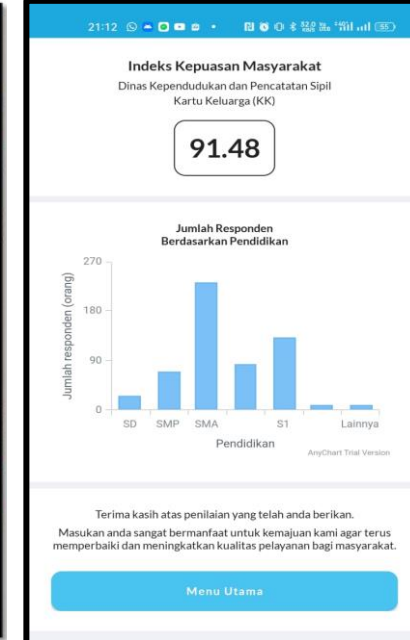 21:12
Indeks Kepuasan Masyarakat
Dinas Kependudukan dan Pencatatan Sipil
Kartu Keluarga (KK)
91.48
Jumlah Responden
Berdasarkan Pendidikan
Jumlah responden (orang)
270
180
90
0
SD SMP SMA S1 Lainnya
Pendidikan
AnyChart Trial Version
Terima kasih atas penilaian yang telah anda berikan.
Masukan anda sangat bermanfaat untuk kemajuan kami agar terus
memperbaiki dan meningkatkan kualitas pelayanan bagi masyarakat.
Menu Utama